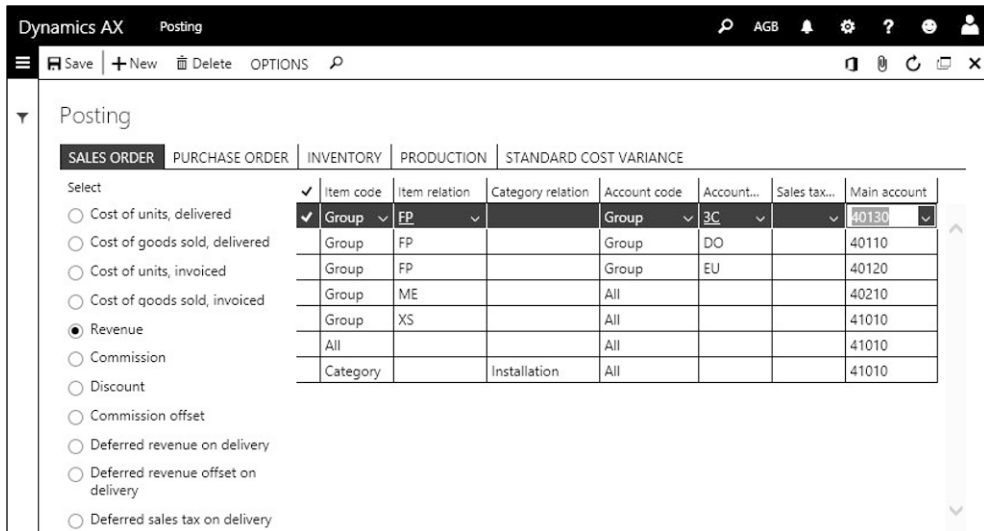 Dynamics AX Posting AGB ?
Save + New Delete OPTIONS
Posting
SALES ORDER PURCHASE ORDER INVENTORY PRODUCTION STANDARD COST VARIANCE
Select
Cost of units, delivered
Cost of goods sold, delivered
Cost of units, invoiced
Cost of goods sold, invoiced
Revenue
Commission
Discount
Commission offset
Deferred revenue on delivery
Deferred revenue offset on
delivery
Deferred sales tax on delivery
Item code Item relation Category relation Account code Account... Sales tax... Main account
Group FP Group 3C 40130
Group FP Group DO 40110
Group FP Group EU 40120
Group ME All 40210
Group XS All 41010
All All 41010
Category Installation All 41010